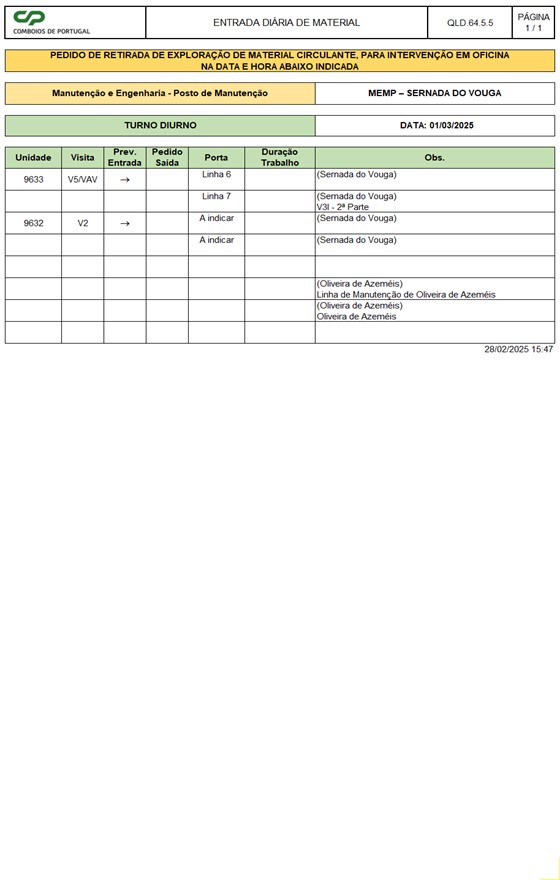 CP
COMBOIOS DE PORTUGAL
ENTRADA DIÁRIA DE MATERIAL
QLD.64.5.5
PÁGINA
1 / 1
PEDIDO DE RETIRADA DE EXPLORAÇÃO DE MATERIAL CIRCULANTE, PARA INTERVENÇÃO EM OFICINA
NA DATA E HORA ABAIXO INDICADA
Manutenção e Engenharia - Posto de Manutenção
MEMP – SERNADA DO VOUGA
TURNO DIURNO
DATA: 01/03/2025
Unidade Visita Prev. Entrada Pedido Saída Porta Duração Trabalho Obs.
9633 V5/VAV → Linha 6 (Sernada do Vouga)
Linha 7 (Sernada do Vouga)
V3I - 2ª Parte
9632 V2 → A indicar (Sernada do Vouga)
A indicar (Sernada do Vouga)
(Oliveira de Azeméis)
Linha de Manutenção de Oliveira de Azeméis
(Oliveira de Azeméis)
Oliveira de Azeméis
28/02/2025 15:47